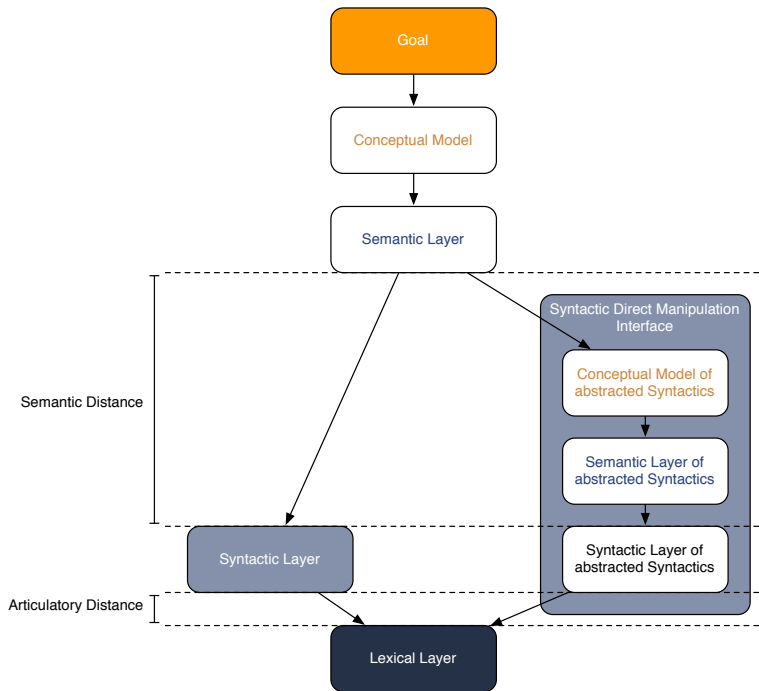 Goal
Conceptual Model
Semantic Layer
Syntactic Direct Manipulation
Interface
Conceptual Model of
abstracted Syntactics
Semantic Distance
Semantic Layer of
abstracted Syntactics
Syntactic Layer
Syntactic Layer of
abstracted Syntactics
Articulatory Distance
Lexical Layer